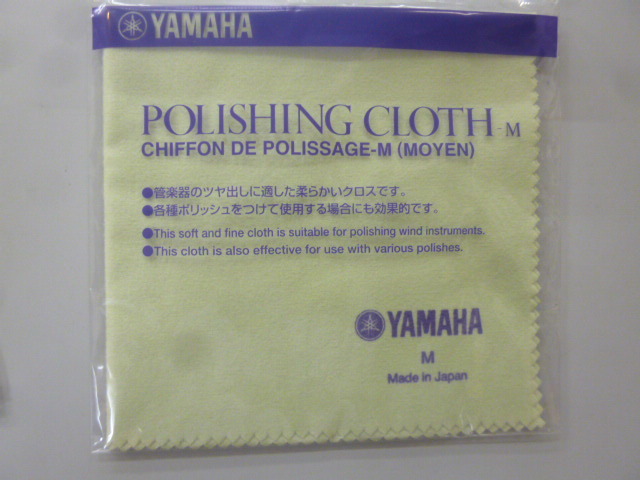 YAMAHA
POLISHING CLOTH-M
CHIFFON DE POLISSAGE-M (MOYEN)
●管楽器のツヤ出しに適した柔らかいクロスです。
●各種ポリッシュをつけて使用する場合にも効果的です。
●This soft and fine cloth is suitable for polishing wind instruments.
●This cloth is also effective for use with various polishes.
YAMAHA
M
Made in Japan